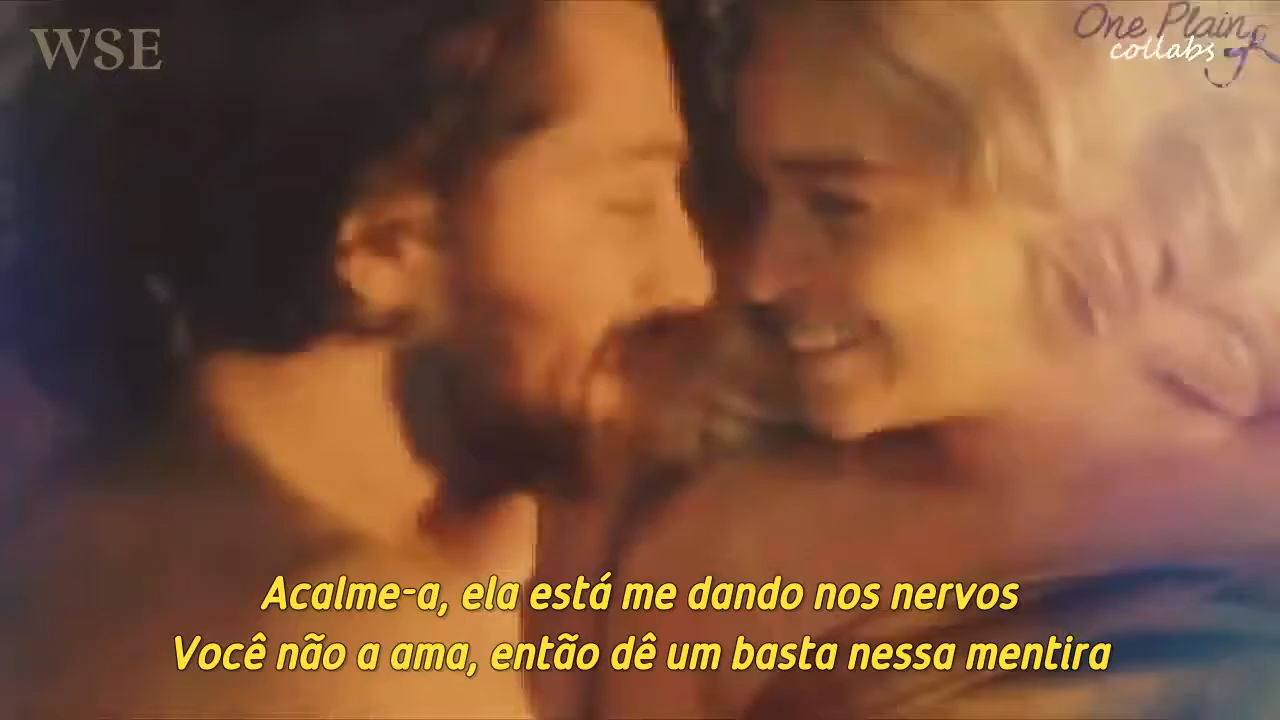 WSE
One Plain
collabs
Acalme-a, ela está me dando nos nervos
Você não a ama, então dê um basta nessa mentira